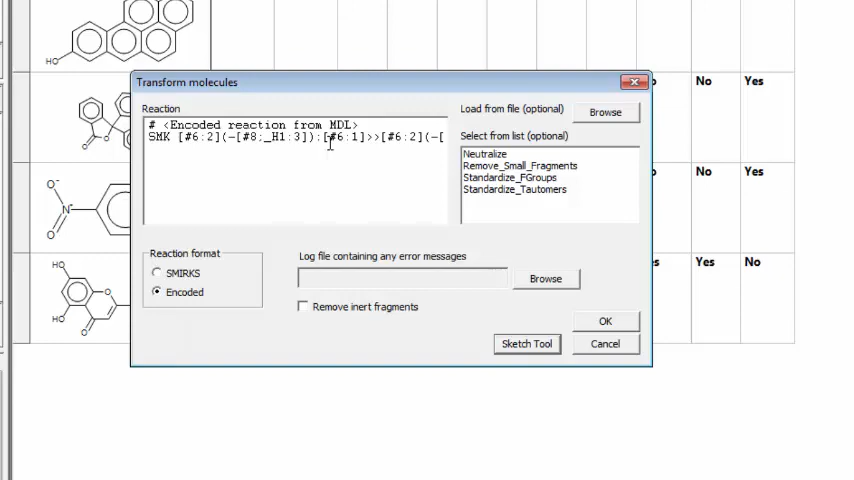 Transform molecules
Reaction
# <Encoded reaction from MDL>
SMK [#6:2](-[#8;_H1:3]):[-#6:1]>>[#6:2](-[
Load from file (optional)
Browse
Select from list (optional)
Neutralize
Remove_Small_Fragments
Standardize_FGroups
Standardize_Tautomers
Reaction format
SMIRKS
Encoded
Log file containing any error messages
Browse
Remove inert fragments
OK
Sketch Tool
Cancel
HO
O
O
N
O
HO
O
HO
O
No Yes
No Yes
Yes No